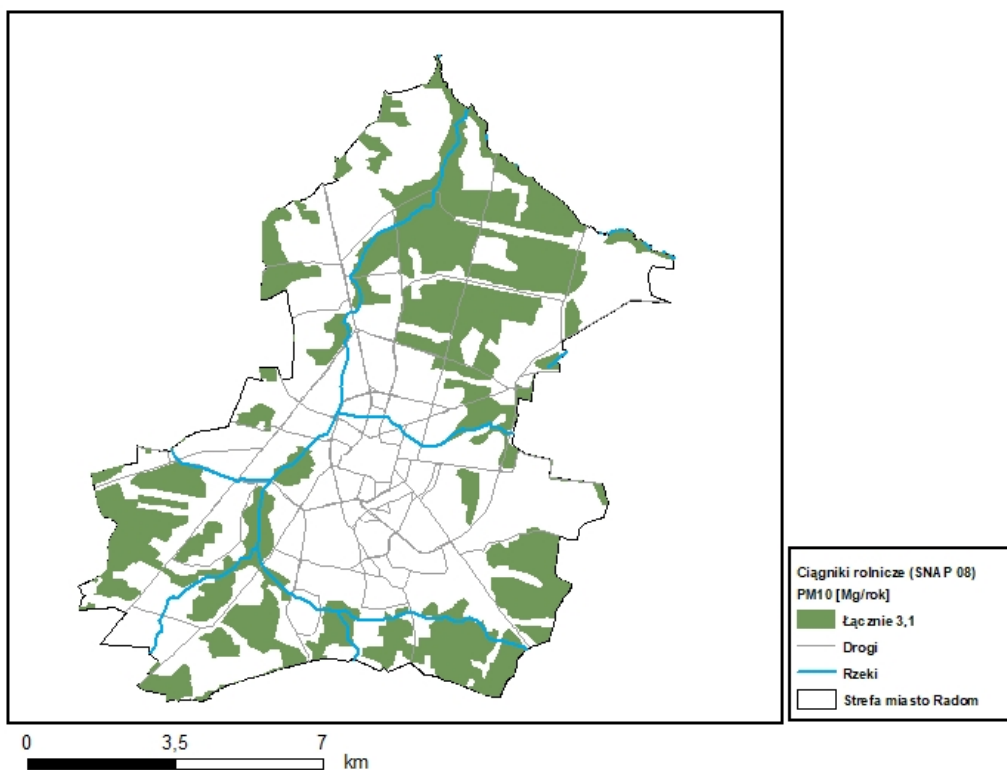 Ciągniki rolnicze (SNAP 08)
PM10 [Mg/rok]
Łącznie 3,1
Drogi
Rzeki
Strefa miasto Radom
0 3,5 7
km